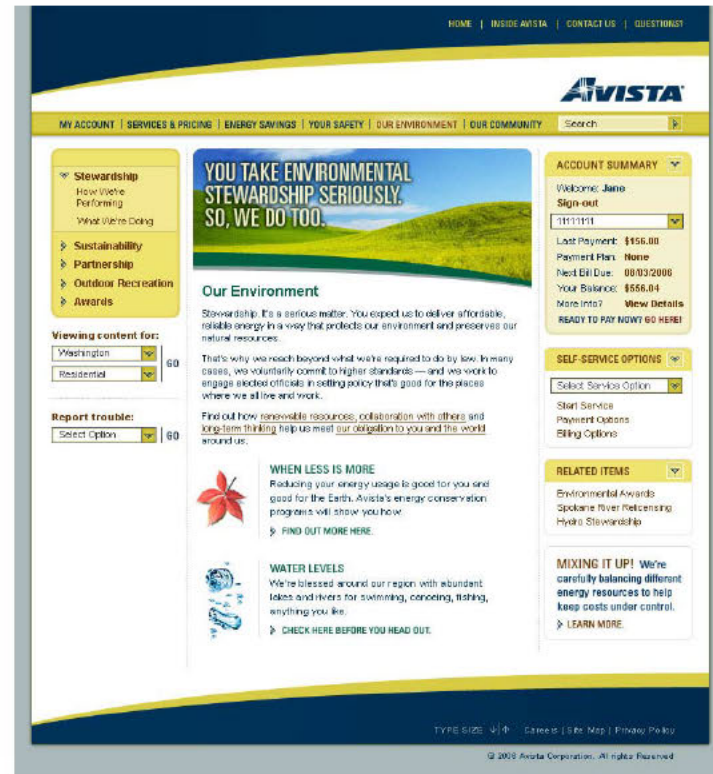 HOME | INSIDE AVISTA | CONTACT US | QUESTIONS?
AVISTA
MY ACCOUNT | SERVICES & PRICING | ENERGY SAVINGS | YOUR SAFETY | OUR ENVIRONMENT | OUR COMMUNITY
Search
Stewardship
How We're
Performing
What We're Doing
Sustainability
Partnership
Outdoor Recreation
Awards
Viewing content for:
Washington
Residential
GO
Report trouble:
Select Option
GO
YOU TAKE ENVIRONMENTAL
STEWARDSHIP SERIOUSLY.
SO, WE DO TOO.
Our Environment
Stewardship. It's a serious matter. You expect us to deliver affordable,
reliable energy in a way that protects our environment and preserves our
natural resources.
That's why we reach beyond what we're required to do by law. In many
cases, we voluntarily commit to higher standards — and we work to
engage elected officials in setting policy that's good for the places
where we all live and work.
Find out how renewable resources, collaboration with others and
long-term thinking help us meet our obligation to you and the world
around us.
WHEN LESS IS MORE
Reducing your energy usage is good for you and
good for the Earth. Avista's energy conservation
programs will show you how.
FIND OUT MORE HERE.
WATER LEVELS
We're blessed around our region with abundant
lakes and rivers for swimming, canoeing, fishing,
anything you like.
CHECK HERE BEFORE YOU HEAD OUT.
ACCOUNT SUMMARY
Welcome: Jane
Sign-out
11111111
Last Payment: $156.00
Payment Plan: None
Next Bill Due: 08/03/2006
Your Balance: $556.04
More Info? View Details
READY TO PAY NOW? GO HERE!
SELF-SERVICE OPTIONS
Select Service Option
Start Service
Payment Options
Billing Options
RELATED ITEMS
Environmental Awards
Spokane River Relicensing
Hydro Stewardship
MIXING IT UP! We're
carefully balancing different
energy resources to help
keep costs under control.
LEARN MORE.
TYPE SIZE Careers | Site Map | Privacy Policy
© 2006 Avista Corporation. All rights Reserved